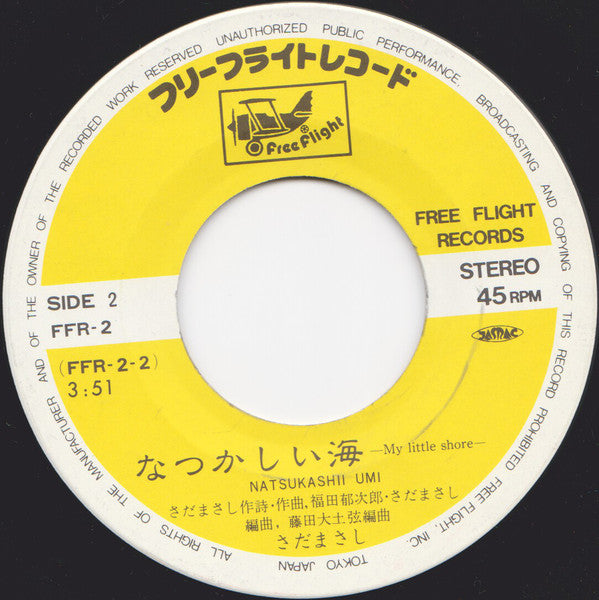 ALL RIGHTS OF THE MANUFACTURER AND OF THE OWNER OF THE RECORDED WORK RESERVED UNAUTHORIZED PUBLIC PERFORMANCE, BROADCASTING AND COPYING OF THIS RECORD PROHIBITED FREE FLIGHT, INC. TOKYO JAPAN
フリーフライトレコード
Free Flight
FREE FLIGHT
RECORDS
STEREO
45 RPM
JASRAC
SIDE 2
FFR-2
(FFR-2-2)
3:51
なつかしい海 —My little shore—
NATSUKASHII UMI
さだまさし作詩・作曲,福田郁次郎・さだまさし
編曲,藤田大土弦編曲
さだまさし